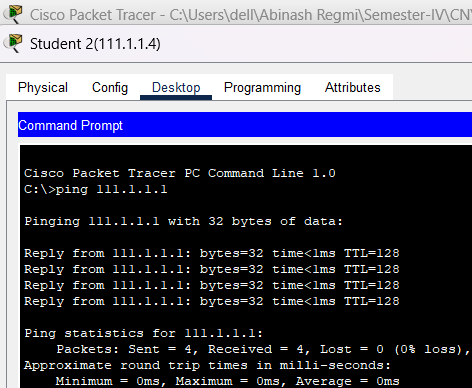 Cisco Packet Tracer - C:\Users\dell\Abinash Regmi\Semester-IV\CN\
Student 2(111.1.1.4)
Physical Config Desktop Programming Attributes
Command Prompt
Cisco Packet Tracer PC Command Line 1.0
C:\>ping 111.1.1.1
Pinging 111.1.1.1 with 32 bytes of data:
Reply from 111.1.1.1: bytes=32 time<1ms TTL=128
Reply from 111.1.1.1: bytes=32 time<1ms TTL=128
Reply from 111.1.1.1: bytes=32 time<1ms TTL=128
Reply from 111.1.1.1: bytes=32 time<1ms TTL=128
Ping statistics for 111.1.1.1:
Packets: Sent = 4, Received = 4, Lost = 0 (0% loss),
Approximate round trip times in milli-seconds:
Minimum = 0ms, Maximum = 0ms, Average = 0ms